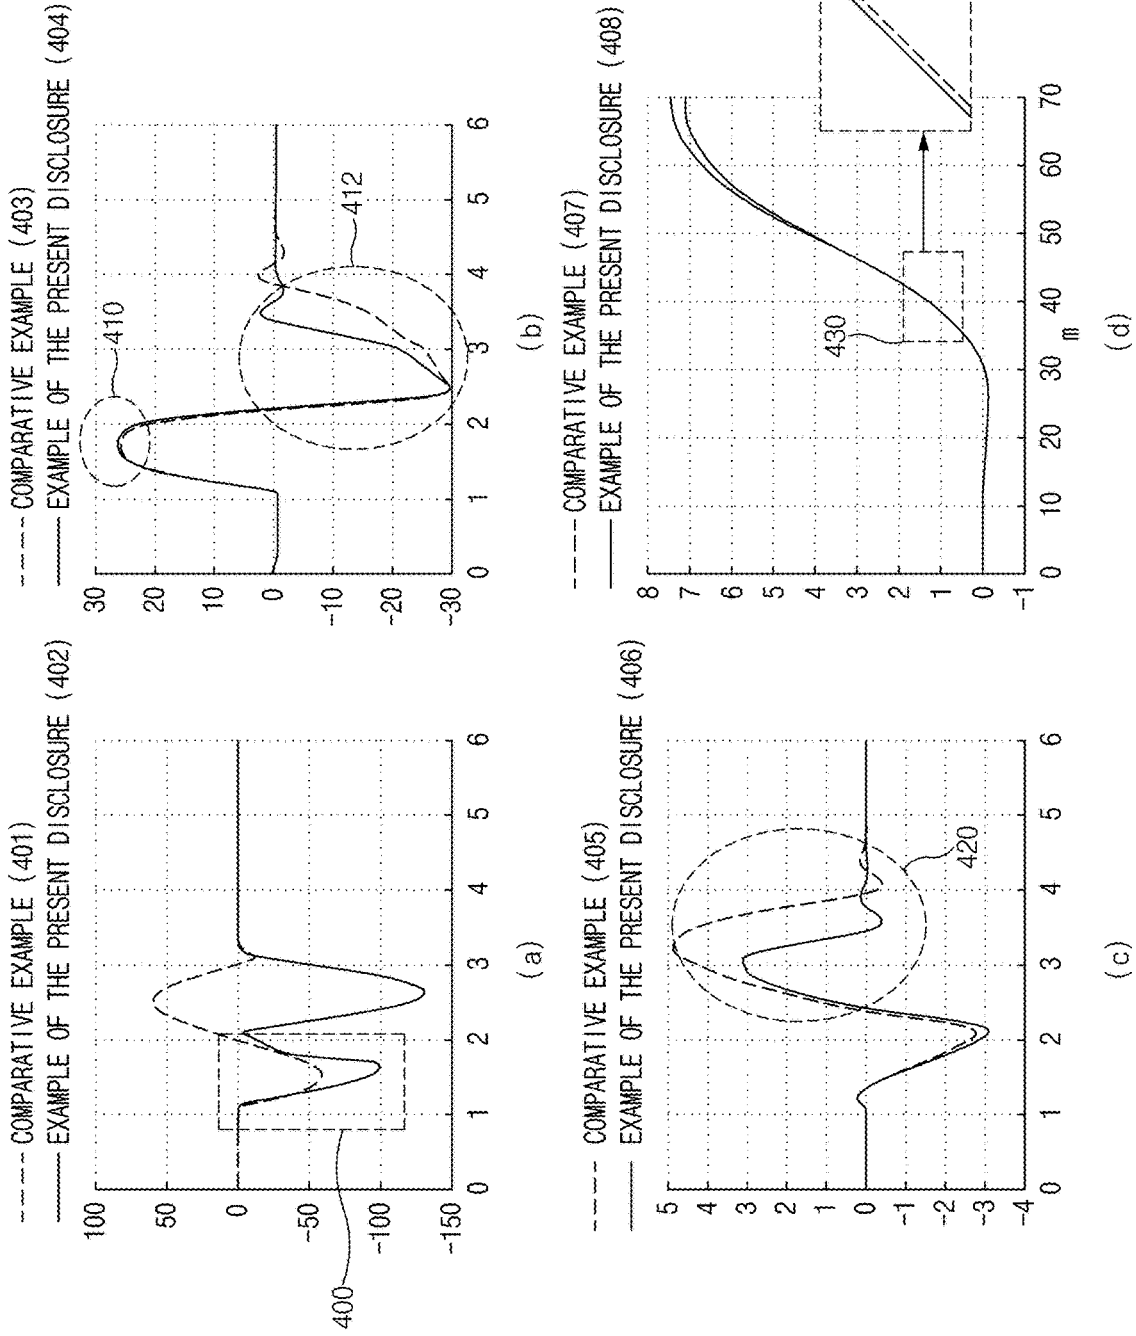 ---- COMPARATIVE EXAMPLE (401)
—— EXAMPLE OF THE PRESENT DISCLOSURE (402)
100
50
0
-50
-100
-150
0 1 2 3 4 5 6
400
(a)
---- COMPARATIVE EXAMPLE (403)
—— EXAMPLE OF THE PRESENT DISCLOSURE (404)
30
20
10
0
-10
-20
-30
0 1 2 3 4 5 6
410
412
(b)
---- COMPARATIVE EXAMPLE (405)
—— EXAMPLE OF THE PRESENT DISCLOSURE (406)
5
4
3
2
1
0
-1
-2
-3
-4
0 1 2 3 4 5 6
420
(c)
---- COMPARATIVE EXAMPLE (407)
—— EXAMPLE OF THE PRESENT DISCLOSURE (408)
8
7
6
5
4
3
2
1
0
-1
0 10 20 30 40 50 60 70
m
430
(d)